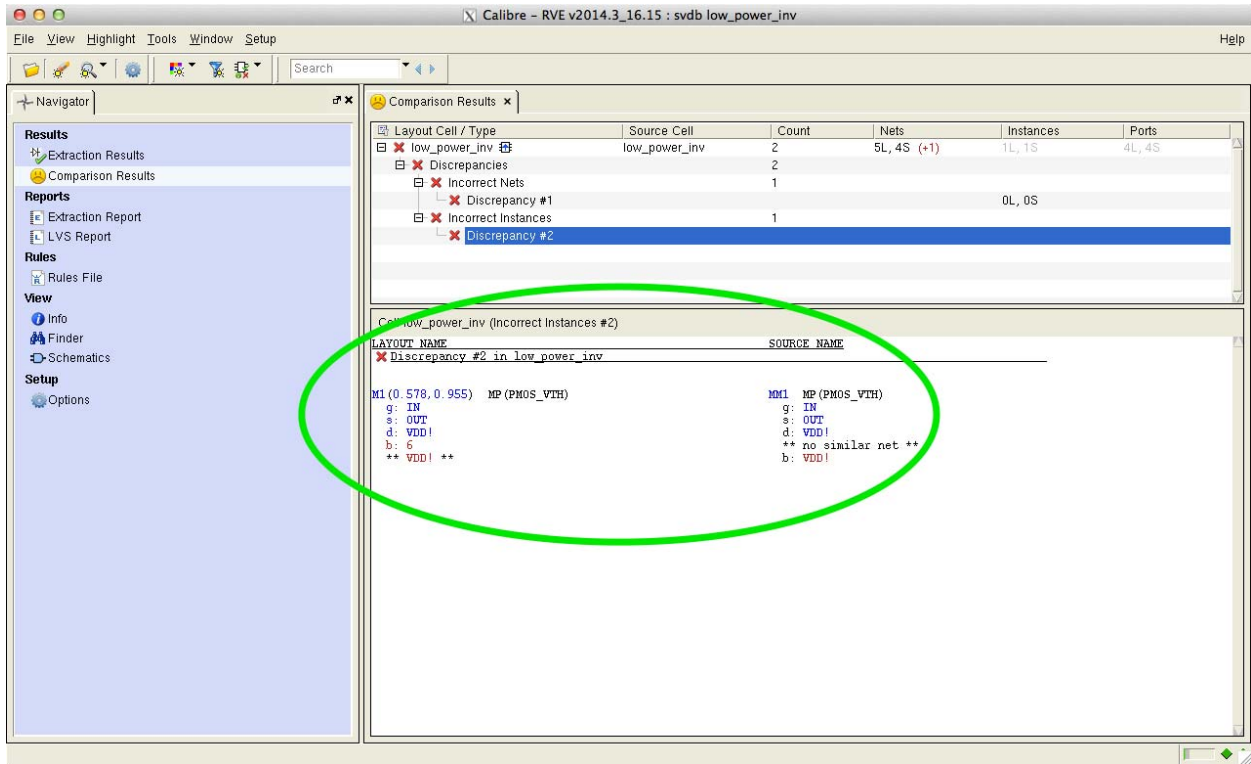 Calibre - RVE v2014.3_16.15 : svdb low_power_inv
File View Highlight Tools Window Setup Help
Search
Navigator
Results
Extraction Results
Comparison Results
Reports
Extraction Report
LVS Report
Rules
Rules File
View
Info
Finder
Schematics
Setup
Options
Comparison Results
Layout Cell / Type Source Cell Count Nets Instances Ports
low_power_inv low_power_inv 2 5L, 4S (+1) 1L, 1S 4L, 4S
Discrepancies 2
Incorrect Nets 1
Discrepancy #1 0L, 0S
Incorrect Instances 1
Discrepancy #2
Cell low_power_inv (Incorrect Instances #2)
LAYOUT NAME SOURCE NAME
Discrepancy #2 in low_power_inv
M1(0.578,0.955) MP(PMOS_VTH) MM1 MP(PMOS_VTH)
g: IN g: IN
s: OUT s: OUT
d: VDD! d: VDD!
b: 6 ** no similar net **
** VDD! ** b: VDD!